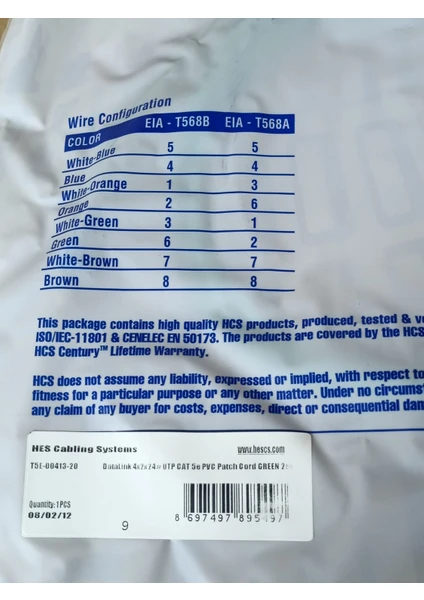 Wire Configuration
COLOR EIA - T568B EIA - T568A
White-Blue 5 5
Blue 4 4
White-Orange 1 3
Orange 2 6
White-Green 3 1
Green 6 2
White-Brown 7 7
Brown 8 8
This package contains high quality HCS products, produced, tested &
ISO/IEC-11801 & CENELEC EN 50173. The products are covered by the HCS
HCS Century™ Lifetime Warranty.
HCS does not assume any liability, expressed or implied, with respect to
fitness for a particular purpose or any other matter. Under no circums
any claim of any buyer for costs, expenses, direct or consequential dam
HES Cabling Systems www.hescs.com
T5E-00413-20 DataLink 4x2x24# UTP CAT 5e PVC Patch Cord GREEN
Quantity:1PCS
08/02/12
9
8 697497 895497